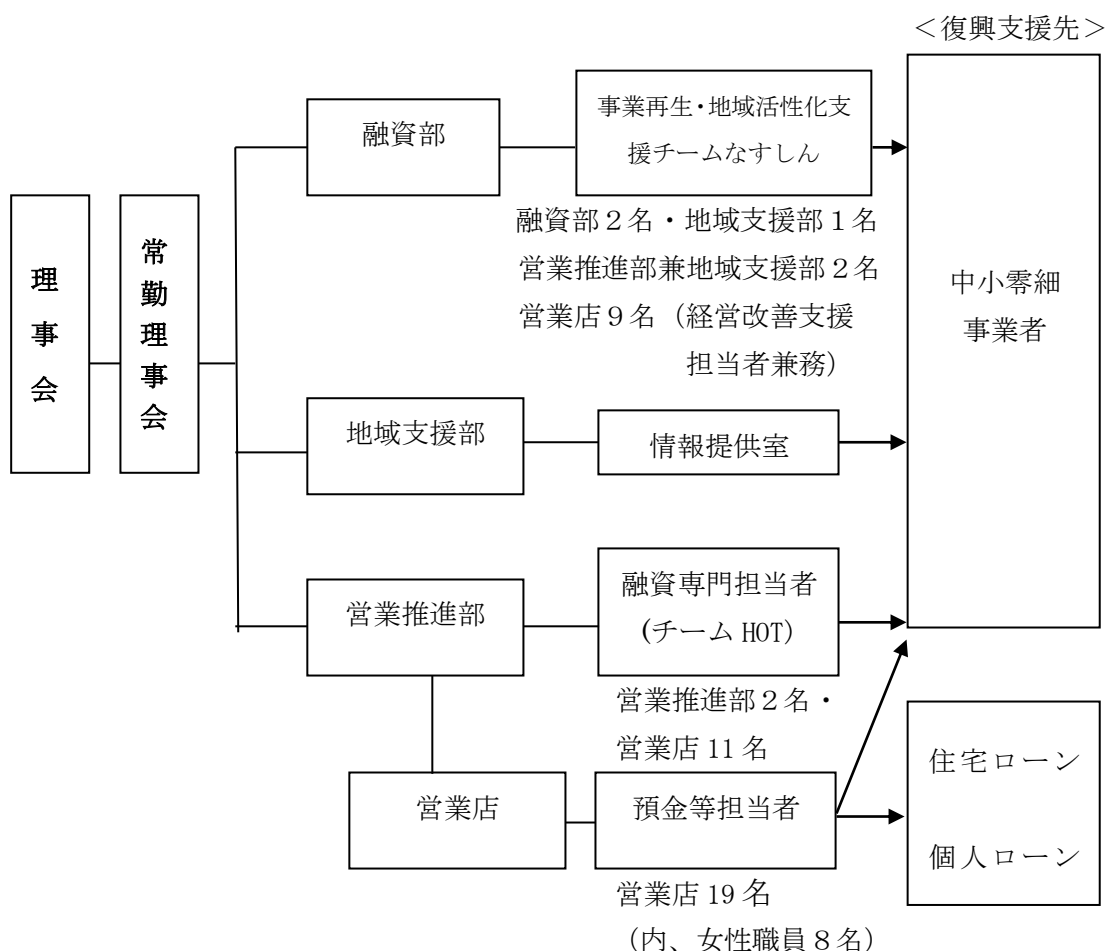 ＜復興支援先＞
理事会
常勤理事会
融資部
事業再生・地域活性化支
援チームなすしん
融資部２名・地域支援部１名
営業推進部兼地域支援部２名
営業店９名（経営改善支援
担当者兼務）
中小零細
事業者
地域支援部
情報提供室
営業推進部
融資専門担当者
(チーム HOT)
営業推進部２名・
営業店 11 名
営業店
預金等担当者
営業店 19 名
（内、女性職員８名）
住宅ローン
個人ローン